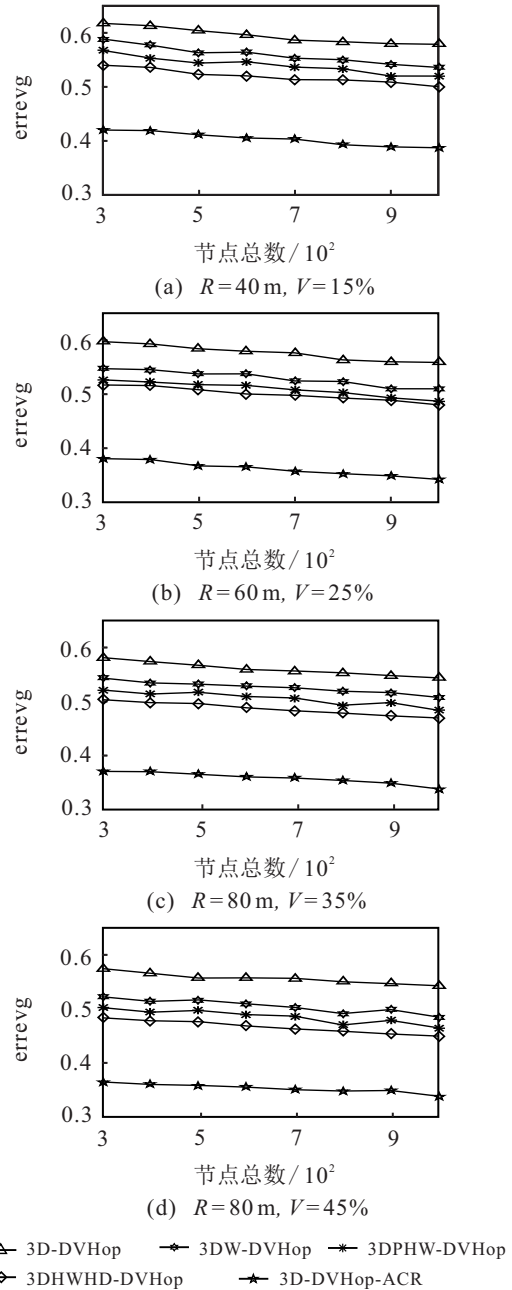 0.6
0.5
0.4
0.3
errevg
3 5 7 9
节点总数/10²
(a) R=40 m, V=15%
0.6
0.5
0.4
0.3
errevg
3 5 7 9
节点总数/10²
(b) R=60 m, V=25%
0.6
0.5
0.4
0.3
errevg
3 5 7 9
节点总数/10²
(c) R=80 m, V=35%
0.6
0.5
0.4
0.3
errevg
3 5 7 9
节点总数/10²
(d) R=80 m, V=45%
3D-DVHop 3DW-DVHop 3DPHW-DVHop
3DHWHD-DVHop 3D-DVHop-ACR